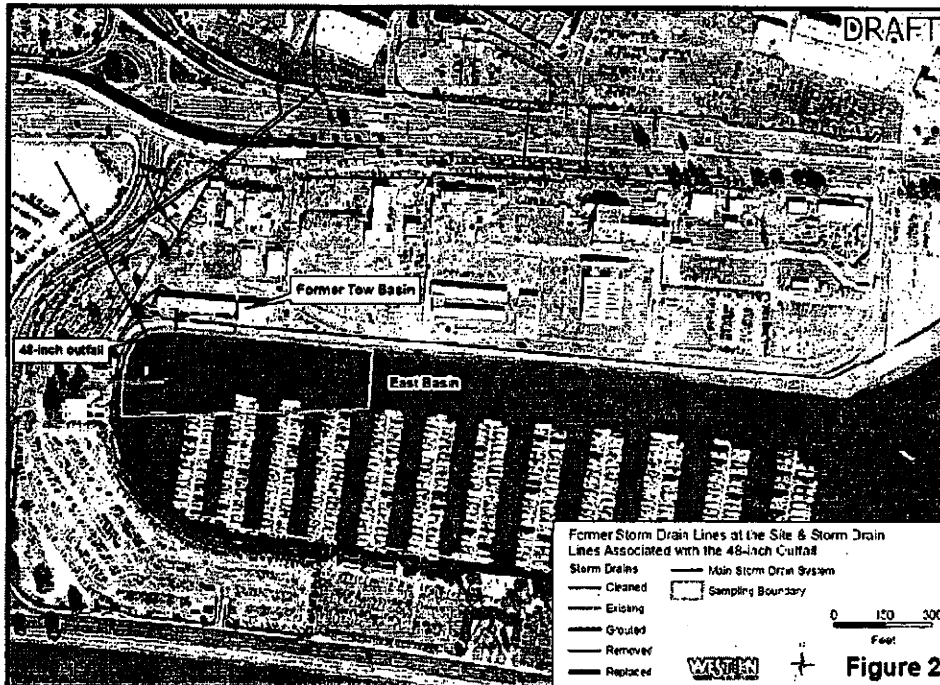 DRAFT
Former Tow Basin
48-inch outfall
East Basin
Former Storm Drain Lines at the Site & Storm Drain
Lines Associated with the 48-inch Outfall
Storm Drains
Main Storm Drain System
Cleaned
Sampling Boundary
Existing
Grouted
Removed
Replaced
0 150 300
Feet
WESTON
Figure 2